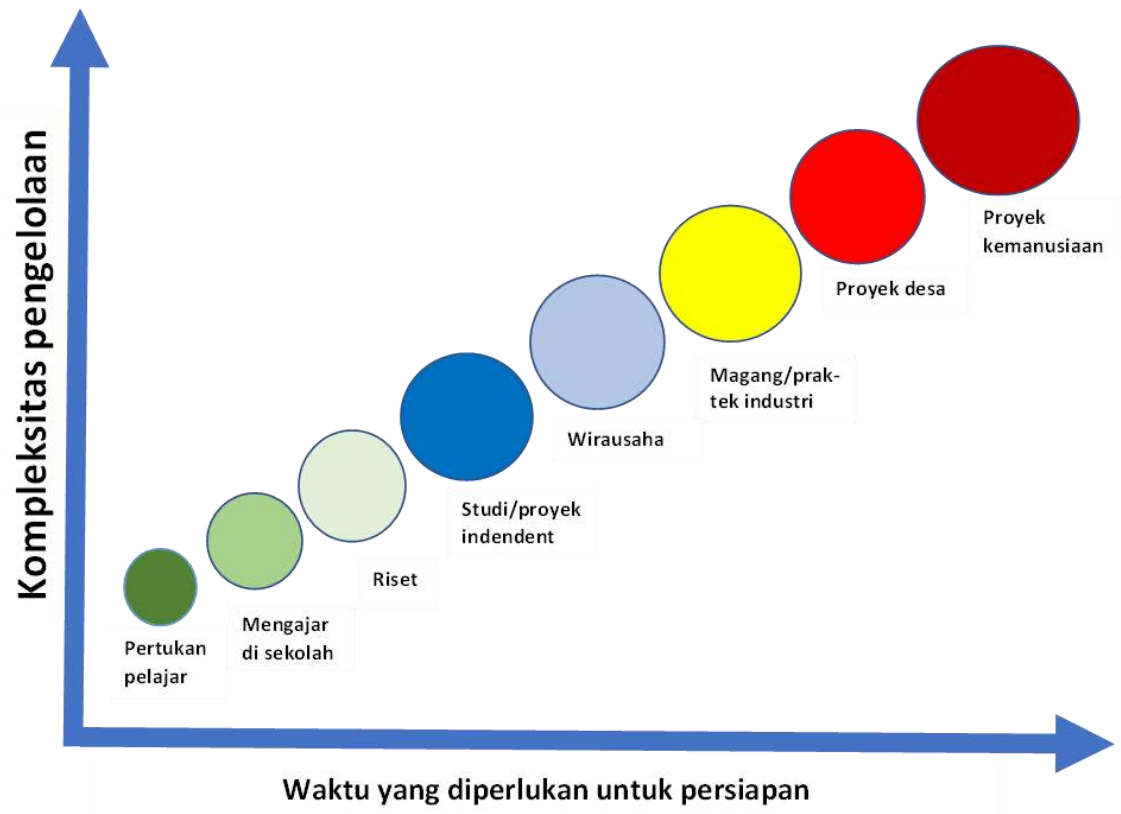 Kompleksitas pengelolaan
Proyek
kemanusiaan
Proyek desa
Magang/prak-
tek industri
Wirausaha
Studi/proyek
indendent
Riset
Mengajar
di sekolah
Pertukan
pelajar
Waktu yang diperlukan untuk persiapan